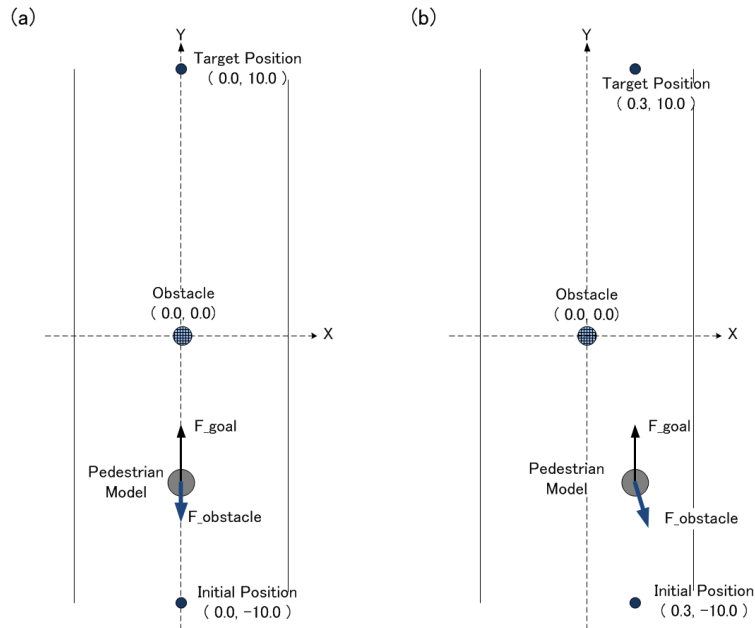 (a)
Y
Target Position
( 0.0, 10.0 )
Obstacle
( 0.0, 0.0)
X
F_goal
Pedestrian
Model
F_obstacle
Initial Position
( 0.0, -10.0 )
(b)
Y
Target Position
( 0.3, 10.0 )
Obstacle
( 0.0, 0.0)
X
F_goal
Pedestrian
Model
F_obstacle
Initial Position
( 0.3, -10.0 )